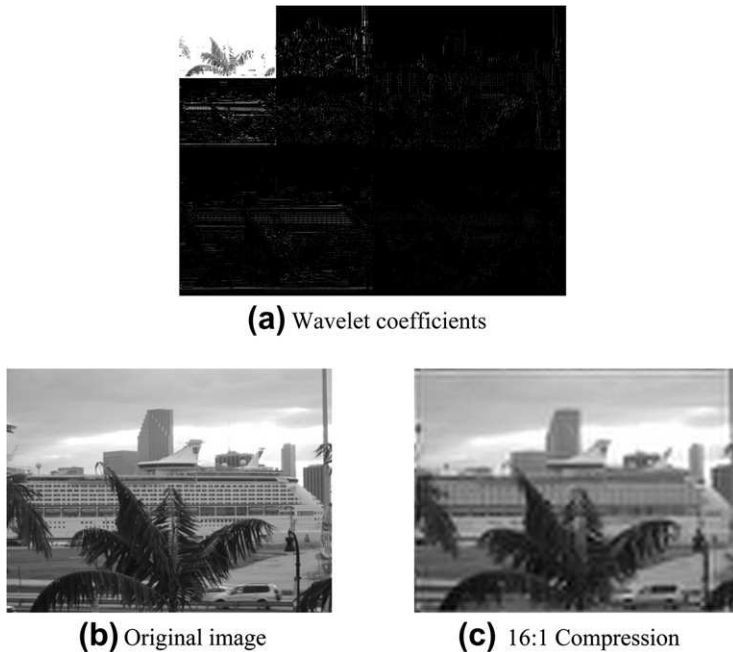 (a) Wavelet coefficients
(b) Original image
(c) 16:1 Compression